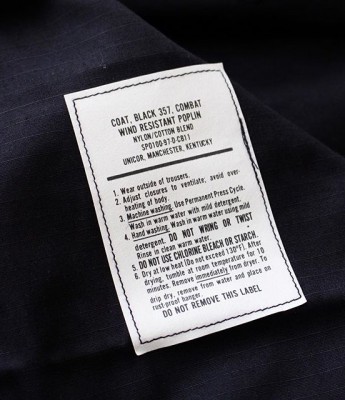 COAT, BLACK 357, COMBAT
WIND RESISTANT POPLIN
NYLON/COTTON BLEND
SPO100-97-D-CB11
UNICOR, MANCHESTER, KENTUCKY
1. Wear outside of trousers.
2. Adjust closures to ventilate; avoid over-
heating of body.
3. Machine washing: Use Permanent Press Cycle.
Wash in warm water with mild detergent.
4. Hand washing: Wash in warm water using mild
detergent. DO NOT WRING OR TWIST
Rinse in clean warm water.
5. DO NOT USE CHLORINE BLEACH OR STARCH.
6. Dry at low heat (Do not exceed 130°F). After
drying, tumble at room temperature for 10
minutes. Remove immediately from dryer. To
drip dry, remove from water and place on
rust-proof hanger.
DO NOT REMOVE THIS LABEL